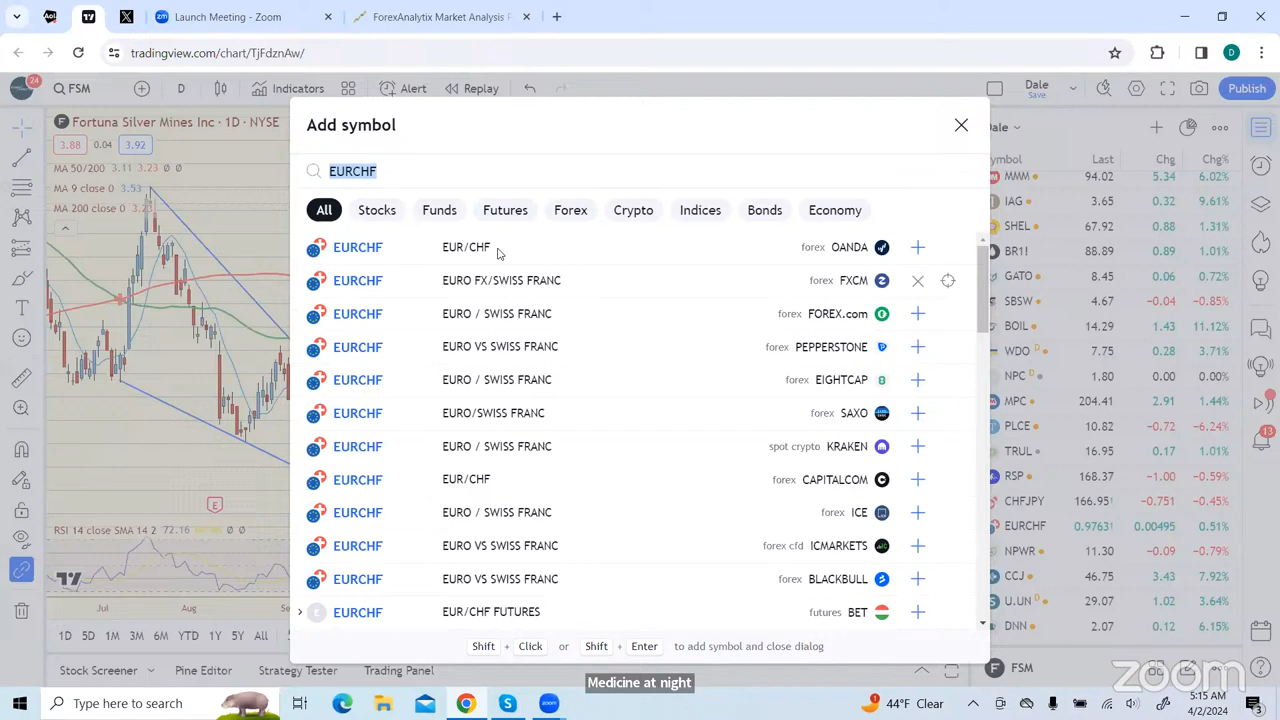 Launch Meeting - Zoom
ForexAnalytix Market Analysis F
tradingview.com/chart/TjFdznAw/
24
FSM
D
Indicators
Alert
Replay
Dale
Save
Publish
Fortuna Silver Mines Inc · 1D · NYSE
3.88 0.04 3.92
MA 50/200 3.11 3.23 Ø Ø
MA 9 close 0 3.53
MA 200 close 0 3.23
E
RSI 14 close SMA 14 2 72.16 Ø Ø
Jul Aug
1D 5D 1M 3M 6M YTD 1Y 5Y All
Stock Screener
Pine Editor
Strategy Tester
Trading Panel
Add symbol
EURCHF
All Stocks Funds Futures Forex Crypto Indices Bonds Economy
EURCHF EUR/CHF forex OANDA
EURCHF EURO FX/SWISS FRANC forex FXCM
EURCHF EURO / SWISS FRANC forex FOREX.com
EURCHF EURO VS SWISS FRANC forex PEPPERSTONE
EURCHF EURO / SWISS FRANC forex EIGHTCAP
EURCHF EURO/SWISS FRANC forex SAXO
EURCHF EURO / SWISS FRANC spot crypto KRAKEN
EURCHF EUR/CHF forex CAPITALCOM
EURCHF EURO / SWISS FRANC forex ICE
EURCHF EURO VS SWISS FRANC forex cfd ICMARKETS
EURCHF EURO VS SWISS FRANC forex BLACKBULL
E EURCHF EUR/CHF FUTURES futures BET
Shift + Click or Shift + Enter to add symbol and close dialog
Dale
ymbol Last Chg Chg%
MMM 94.02 5.34 6.02%
IAG 3.65 0.32 9.61%
SHEL 67.92 0.88 1.31%
BR1! 88.91 0.90 1.03%
GATO 8.45 0.06 0.72%
SBSW 4.67 −0.04 −0.85%
BOIL 14.29 1.43 11.12%
WDO D 7.75 0.28 3.71%
NPC D 1.80 0.00 0.00%
MPC 204.41 2.91 1.44%
PLCE 10.82 −0.72 −6.24%
TRUL 16.95 0.17 1.01%
RSP 168.37 −1.00 −0.59%
CHFJPY 166.95¹ −0.751 −0.45%
EURCHF 0.9763¹ 0.00495 0.51%
NPWR 11.30 −0.09 −0.79%
CCJ 46.75 3.43 7.92%
U.UN D 29.07 1.02 3.64%
DNN 2.07 0.12 6.15%
FSM
13
zoom
Medicine at night
Type here to search
44°F Clear
5:15 AM
4/2/2024
3